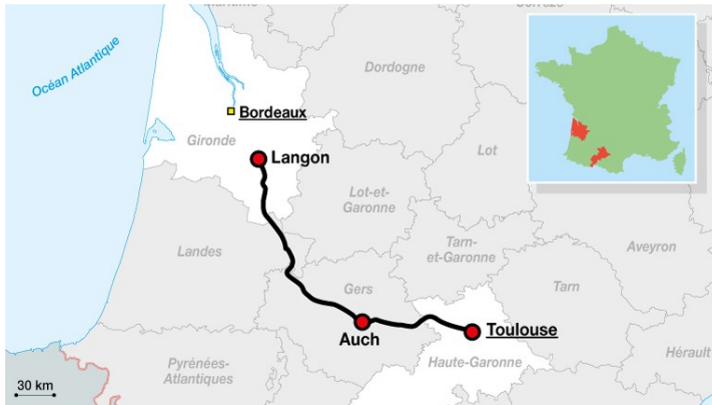 Corrèze
Océan Atlantique
Dordogne
Bordeaux
Gironde
Langon
Lot
Lot-et-
Garonne
Aveyron
Landes
Tarn-
et-Garonne
Gers
Tarn
Auch
Toulouse
Pyrénées-
Atlantiques
Haute-Garonne
Hérault
30 km